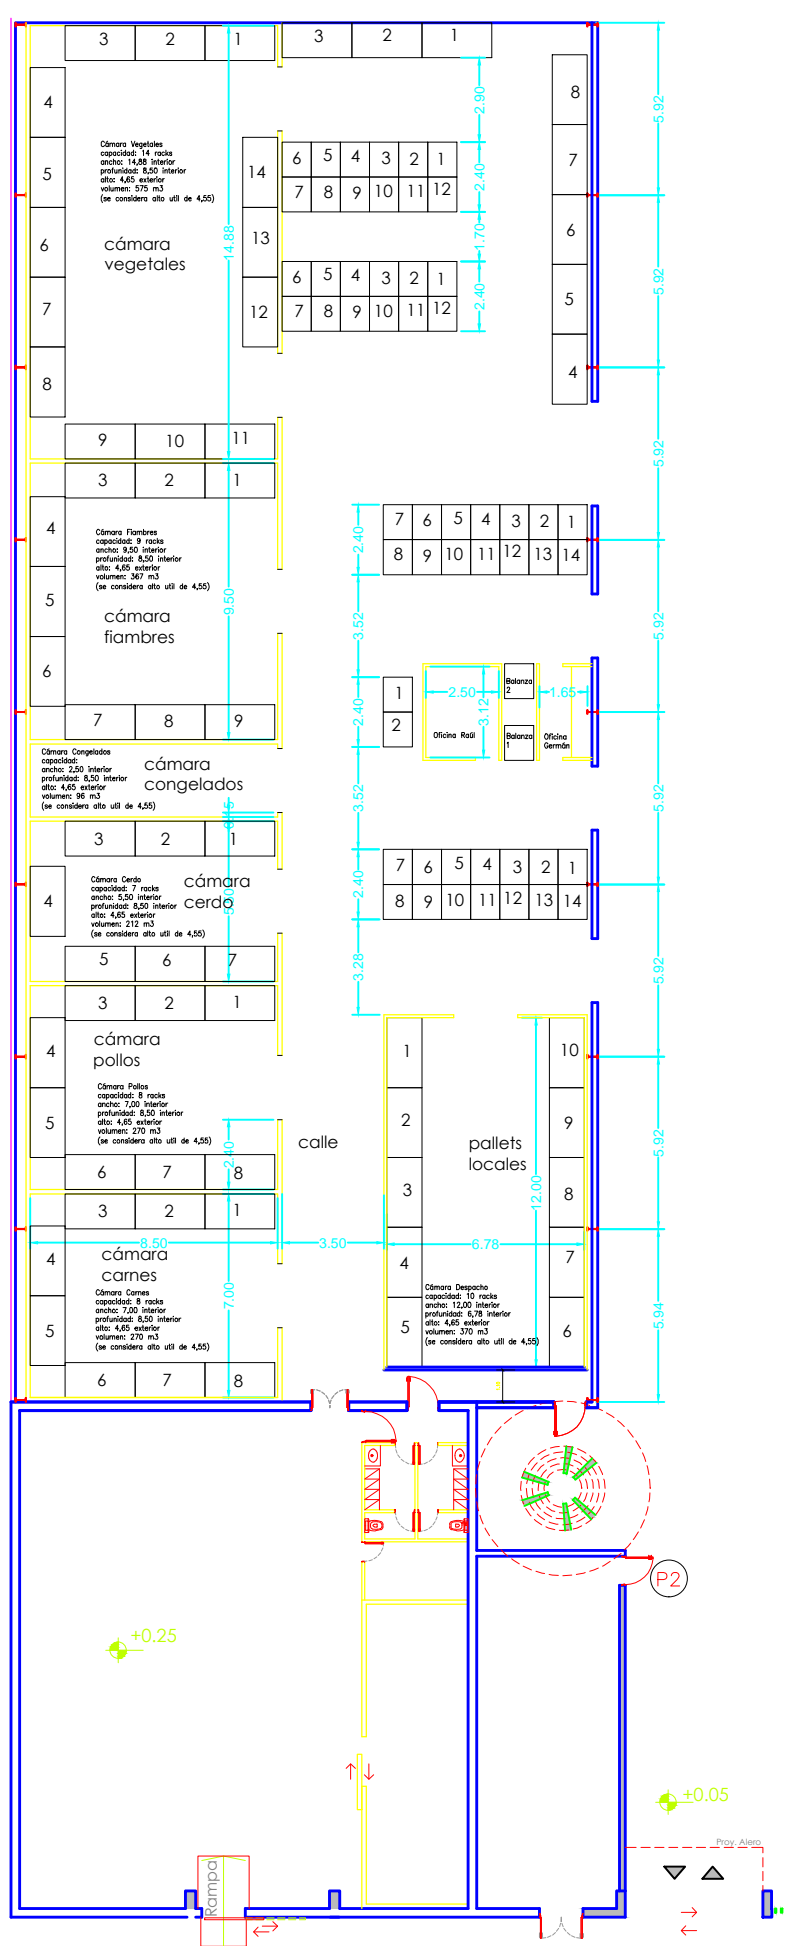 3 2 1
3 2 1
4
5
6
7
8
Cámara Vegetales
capacidad: 14 racks
ancho: 14,88 interior
profunidad: 8,50 interior
alto: 4,65 exterior
volumen: 575 m3
(se considera alto util de 4,55)
cámara
vegetales
14
13
12
14.88
9 10 11
6 5 4 3 2 1
7 8 9 10 11 12
6 5 4 3 2 1
7 8 9 10 11 12
2.90
2.40
1.70
2.40
8
7
6
5
4
5.92
5.92
5.92
5.92
5.92
5.92
5.92
5.94
3 2 1
4
5
6
Cámara Fiambres
capacidad: 9 racks
ancho: 9,50 interior
profunidad: 8,50 interior
alto: 4,65 exterior
volumen: 367 m3
(se considera alto util de 4,55)
cámara
fiambres
9.50
7 8 9
7 6 5 4 3 2 1
8 9 10 11 12 13 14
2.40
3.52
2.40
3.52
2.40
3.28
1
2
2.50
3.12
Oficina Raúl
Balanza
2
Balanza
1
1.65
Oficina
Germán
Cámara Congelados
capacidad:
ancho: 2,50 interior
profunidad: 8,50 interior
alto: 4,65 exterior
volumen: 96 m3
(se considera alto util de 4,55)
cámara
congelados
3 2 1
4
Cámara Cerdo
capacidad: 7 racks
ancho: 5,50 interior
profunidad: 8,50 interior
alto: 4,65 exterior
volumen: 212 m3
(se considera alto util de 4,55)
cámara
cerdo
5 6 7
7 6 5 4 3 2 1
8 9 10 11 12 13 14
3 2 1
4
5
cámara
pollos
Cámara Pollos
capacidad: 8 racks
ancho: 7,00 interior
profunidad: 8,50 interior
alto: 4,65 exterior
volumen: 270 m3
(se considera alto util de 4,55)
2.40
6 7 8
calle
1
2
3
4
5
pallets
locales
12.00
10
9
8
7
6
3 2 1
4
5
8.50
3.50
6.78
cámara
carnes
7.00
Cámara Carnes
capacidad: 8 racks
ancho: 7,00 interior
profunidad: 8,50 interior
alto: 4,65 exterior
volumen: 270 m3
(se considera alto util de 4,55)
6 7 8
Cámara Despacho
capacidad: 10 racks
ancho: 12,00 interior
profunidad: 6,78 interior
alto: 4,65 exterior
volumen: 370 m3
(se considera alto util de 4,55)
P2
+0.25
+0.05
Proy. Alero
Rampa